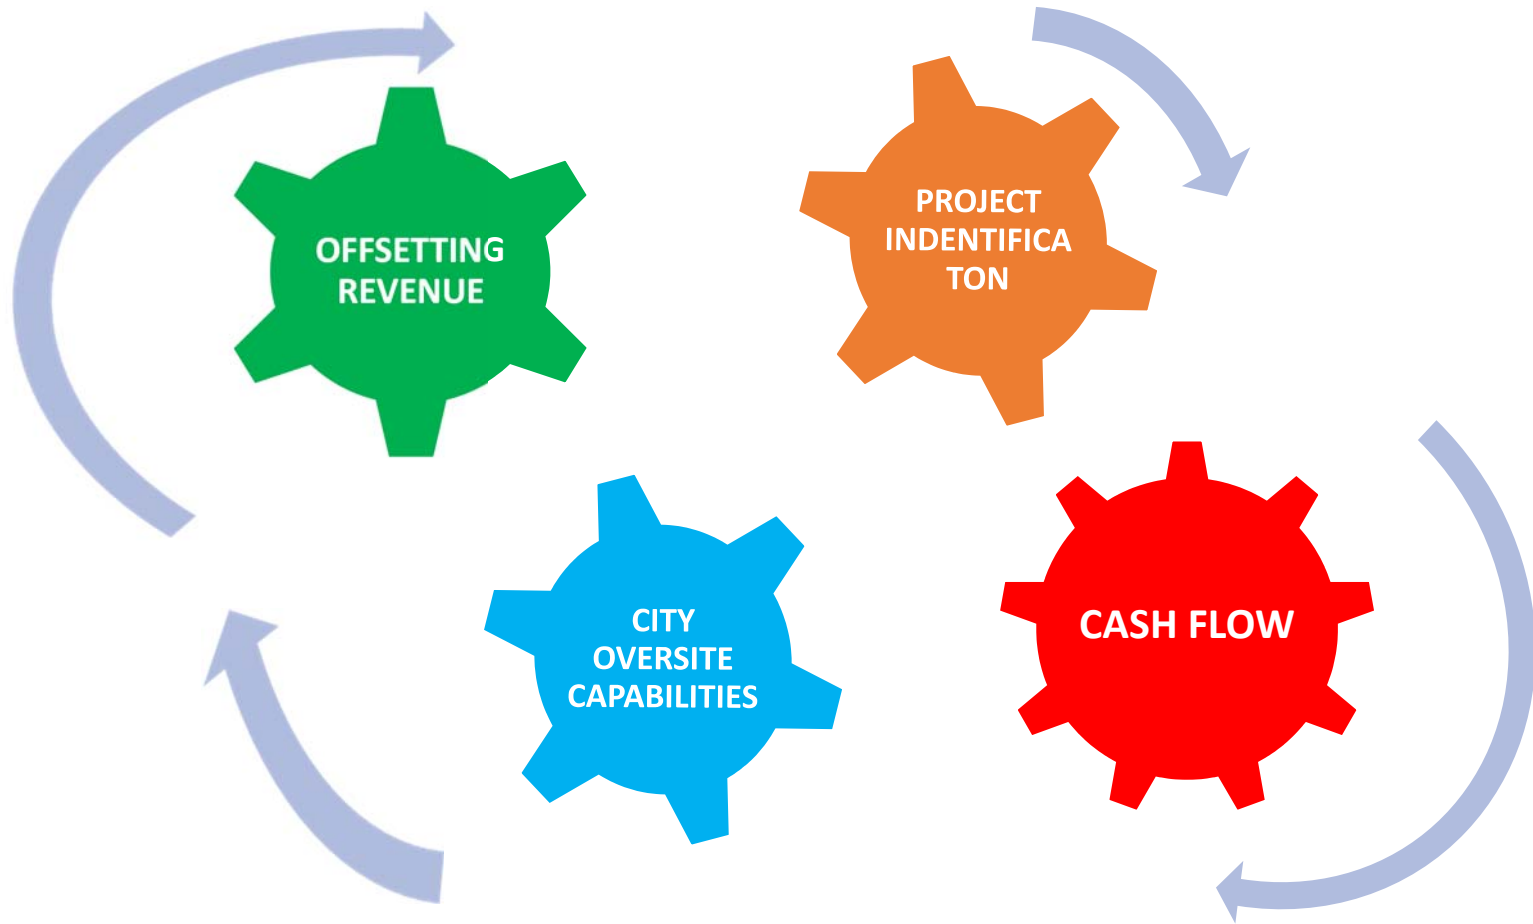 OFFSETTING
REVENUE
PROJECT
INDENTIFICA
TON
CITY
OVERSITE
CAPABILITIES
CASH FLOW